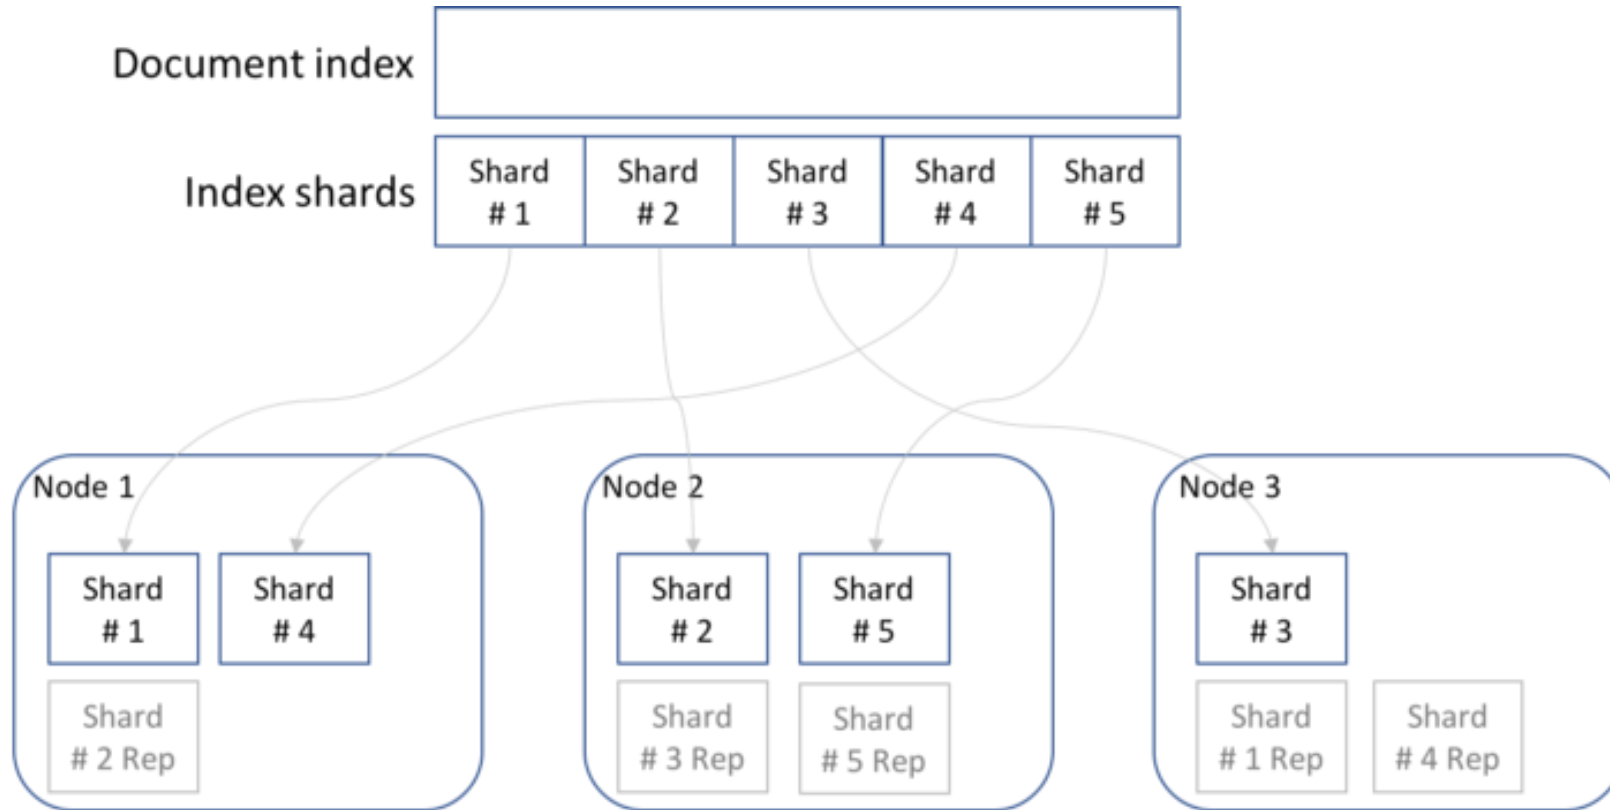 Document index
Index shards
Shard
# 1
Shard
# 2
Shard
# 3
Shard
# 4
Shard
# 5
Node 1
Shard
# 1
Shard
# 4
Shard
# 2 Rep
Node 2
Shard
# 2
Shard
# 5
Shard
# 3 Rep
Shard
# 5 Rep
Node 3
Shard
# 3
Shard
# 1 Rep
Shard
# 4 Rep